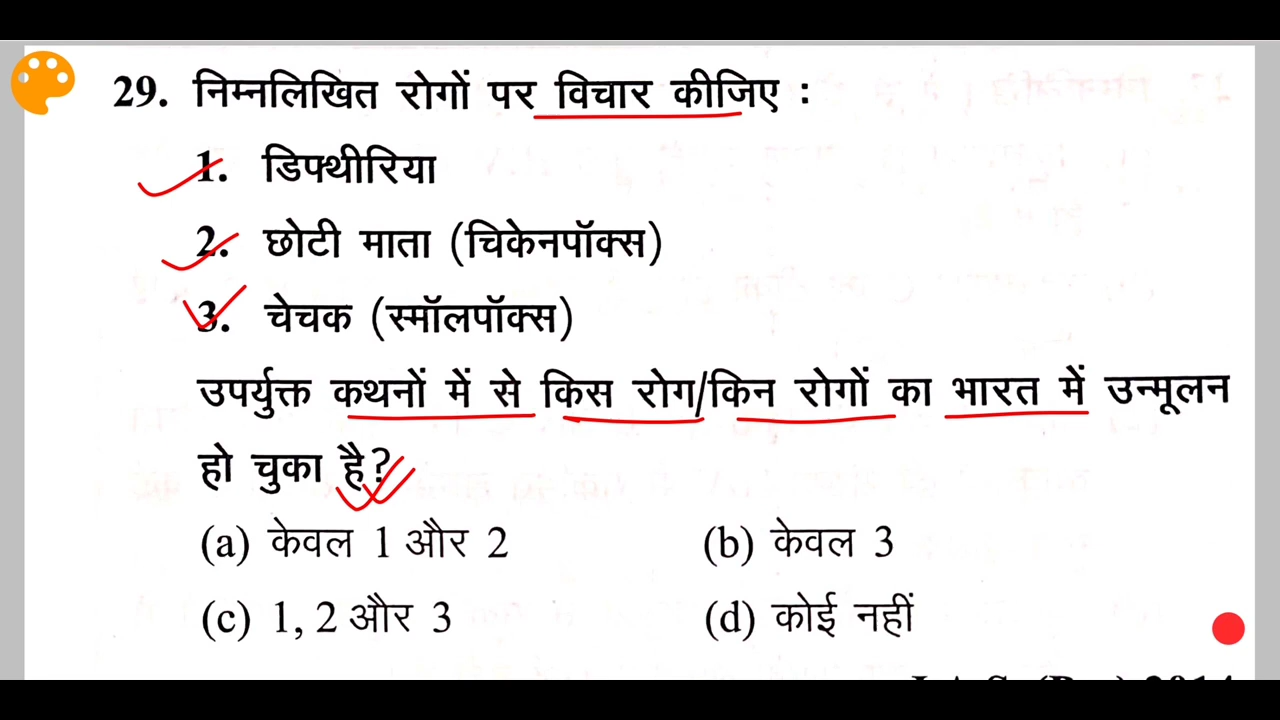 29. निम्नलिखित रोगों पर विचार कीजिए :
1. डिफ्थीरिया
2. छोटी माता (चिकेनपॉक्स)
3. चेचक (स्मॉलपॉक्स)
उपर्युक्त कथनों में से किस रोग/किन रोगों का भारत में उन्मूलन
हो चुका है?
(a) केवल 1 और 2 (b) केवल 3
(c) 1, 2 और 3 (d) कोई नहीं